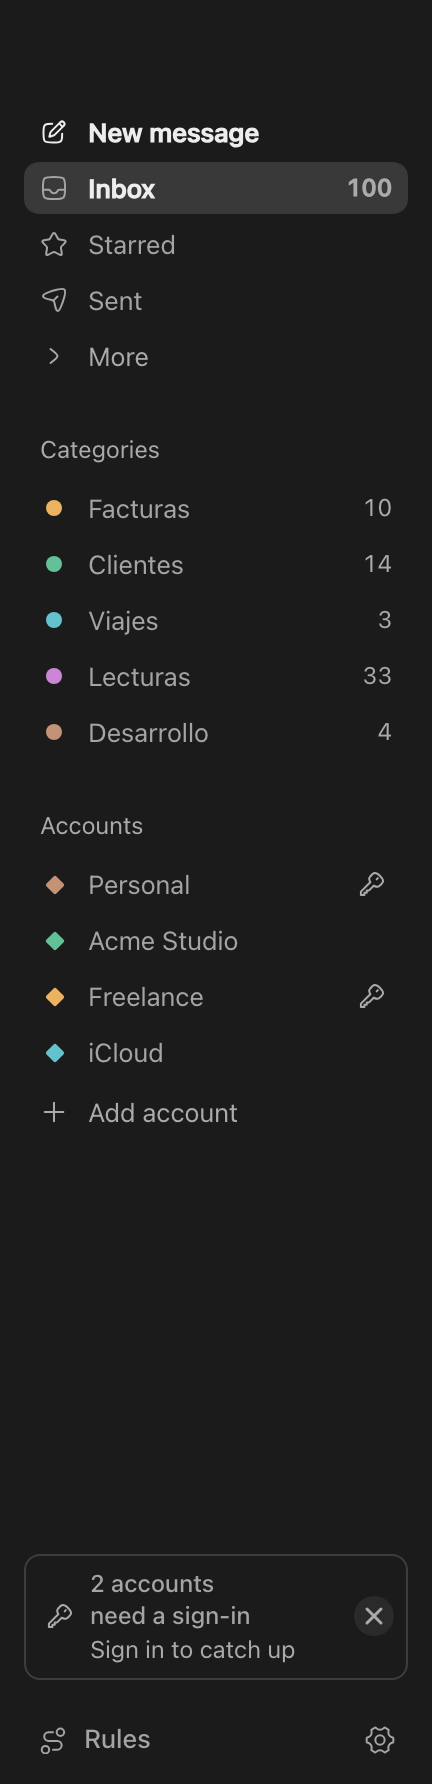 New message
Inbox 100
Starred
Sent
More
Categories
Facturas 10
Clientes 14
Viajes 3
Lecturas 33
Desarrollo 4
Accounts
Personal
Acme Studio
Freelance
iCloud
Add account
2 accounts
need a sign-in
Sign in to catch up
Rules